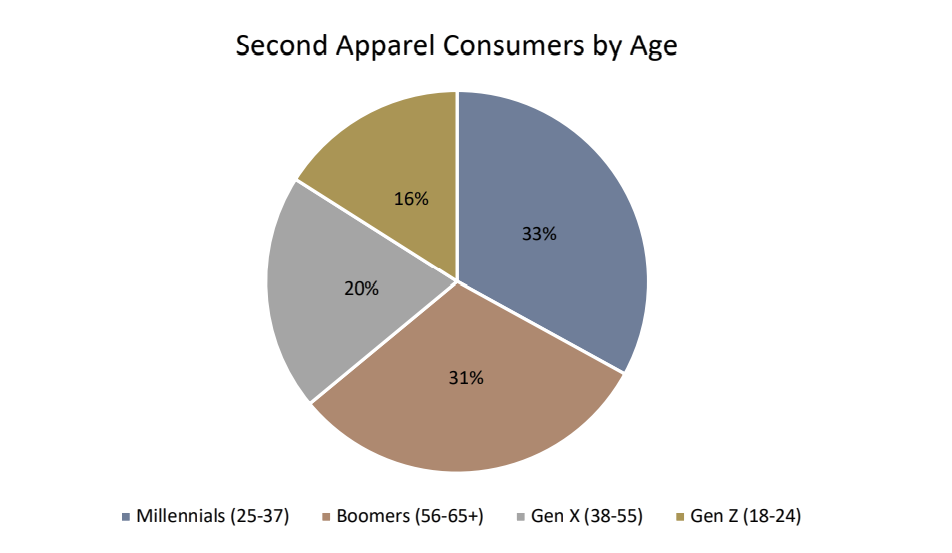 Second Apparel Consumers by Age
16%
33%
20%
31%
Millennials (25-37) Boomers (56-65+) Gen X (38-55) Gen Z (18-24)